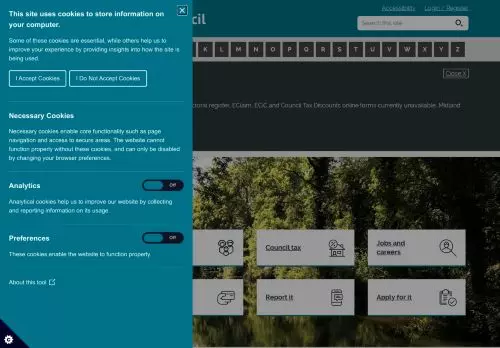 This site uses cookies to store information on
your computer.
Some of these cookies are essential, while others help us to
improve your experience by providing insights into how the site is
being used.
I Accept Cookies
I Do Not Accept Cookies
Necessary Cookies
Necessary cookies enable core functionality such as page
navigation and access to secure areas. The website cannot
function properly without these cookies, and can only be disabled
by changing your browser preferences.
Analytics
Off
Analytical cookies help us to improve our website by collecting
and reporting information on its usage.
Preferences
Off
These cookies enable the website to function properly.
About this tool
Accessibility
Login / Register
cil
Search this site
K L M N O P Q R S T U V W X Y Z
Close X
register, EClaim, ECiC and Council Tax Discounts online forms currently unavailable. Midland
Council tax
Jobs and
careers
Report it
Apply for it